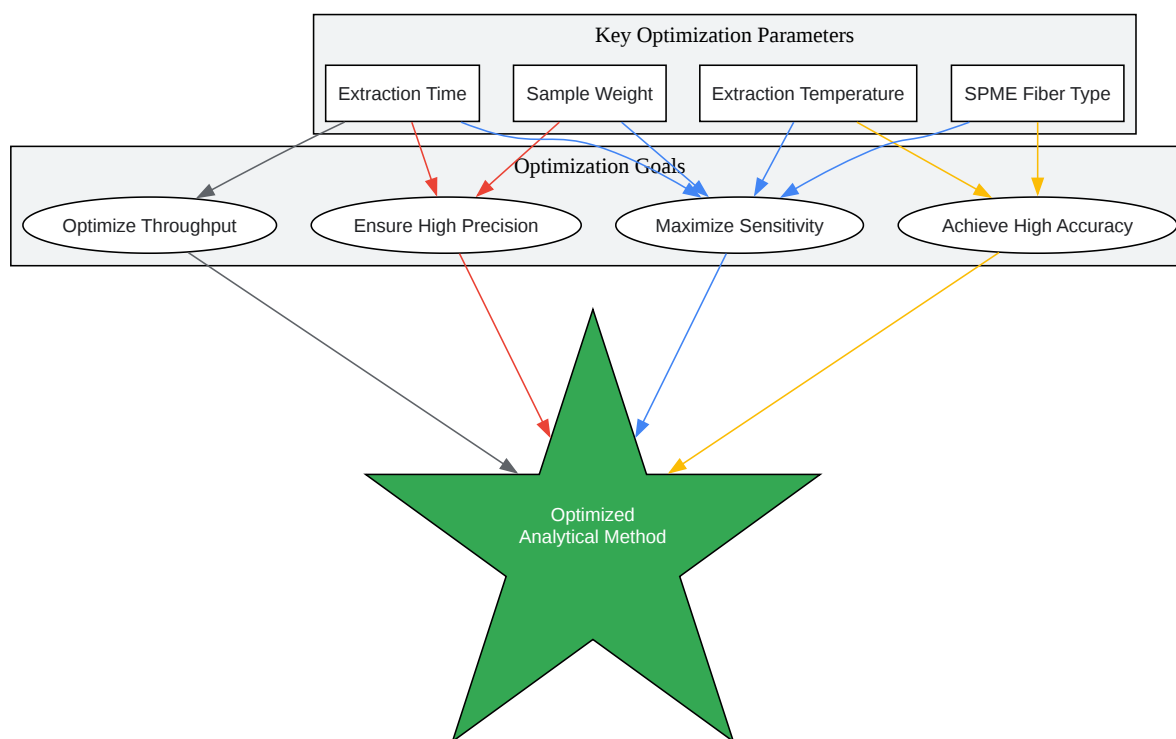 Key Optimization Parameters
Extraction Time
Sample Weight
Extraction Temperature
SPME Fiber Type
Optimization Goals
Optimize Throughput
Ensure High Precision
Maximize Sensitivity
Achieve High Accuracy
Optimized
Analytical Method